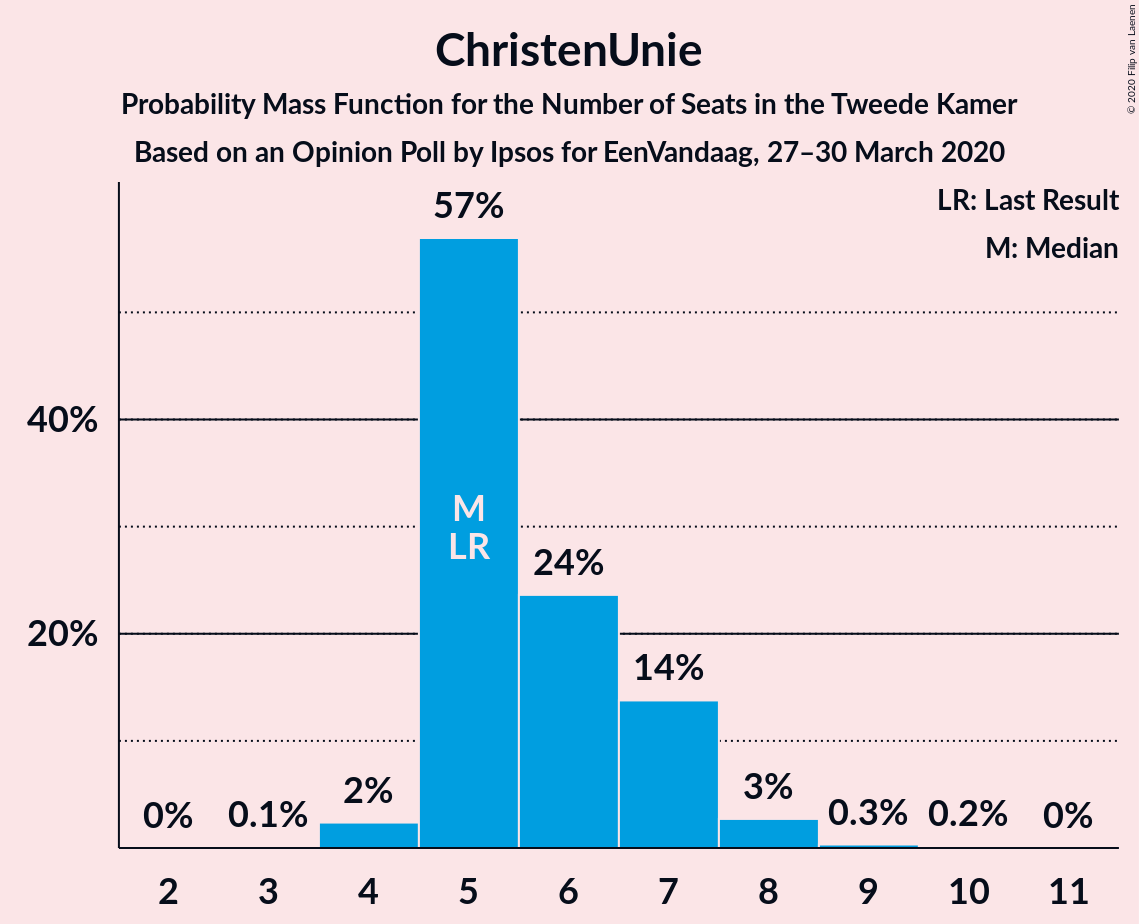 ChristenUnie
Probability Mass Function for the Number of Seats in the Tweede Kamer
Based on an Opinion Poll by Ipsos for EenVandaag, 27–30 March 2020
© 2020 Filip van Laenen
LR: Last Result
M: Median
57%
40%
M
LR
24%
20%
14%
0%
0.1%
2%
3%
0.3%
0.2%
0%
2 3 4 5 6 7 8 9 10 11